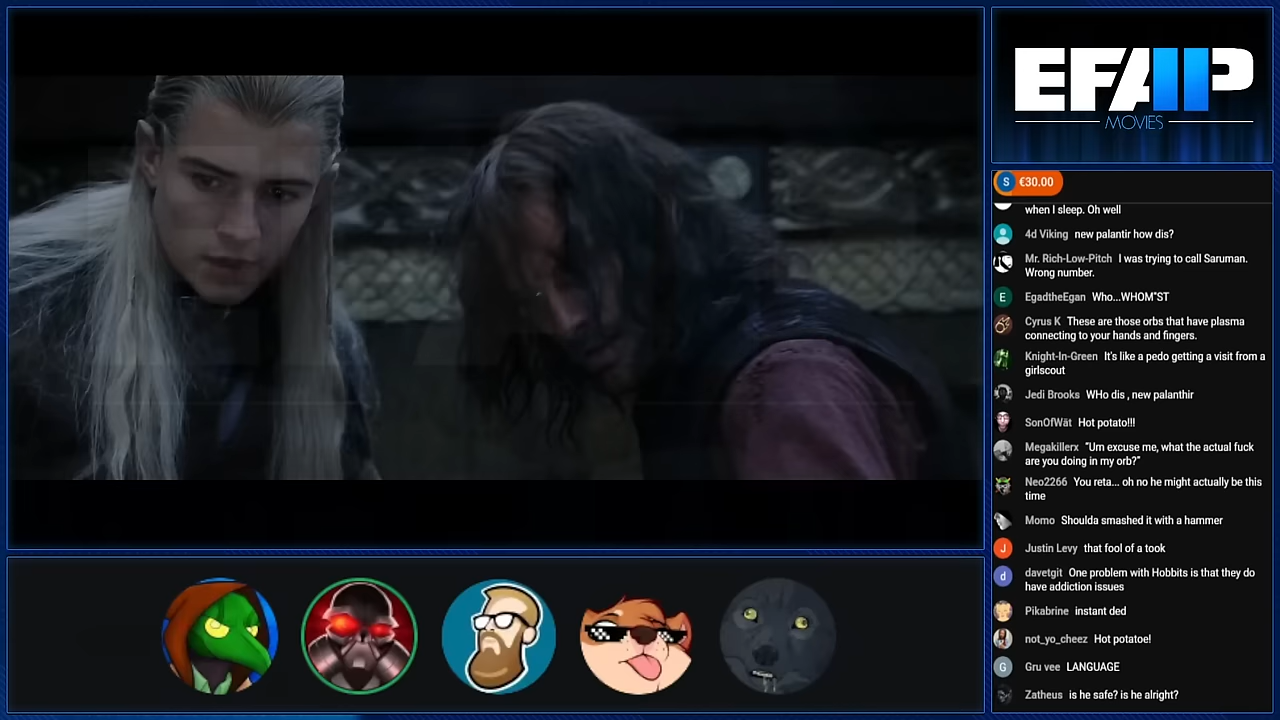 EFAP
MOVIES
S €30.00
when I sleep. Oh well
4d Viking new palantir how dis?
Mr. Rich-Low-Pitch I was trying to call Saruman.
Wrong number.
E EgadtheEgan Who...WHOM"ST
Cyrus K These are those orbs that have plasma
connecting to your hands and fingers.
Knight-In-Green It's like a pedo getting a visit from a
girlscout
Jedi Brooks WHo dis , new palanthir
SonOfWät Hot potato!!!
Megakillerx “Um excuse me, what the actual fuck
are you doing in my orb?”
Neo2266 You reta... oh no he might actually be this
time
Momo Shoulda smashed it with a hammer
J Justin Levy that fool of a took
d davetgit One problem with Hobbits is that they do
have addiction issues
Pikabrine instant ded
not_yo_cheez Hot potatoe!
G Gru vee LANGUAGE
Zatheus is he safe? is he alright?